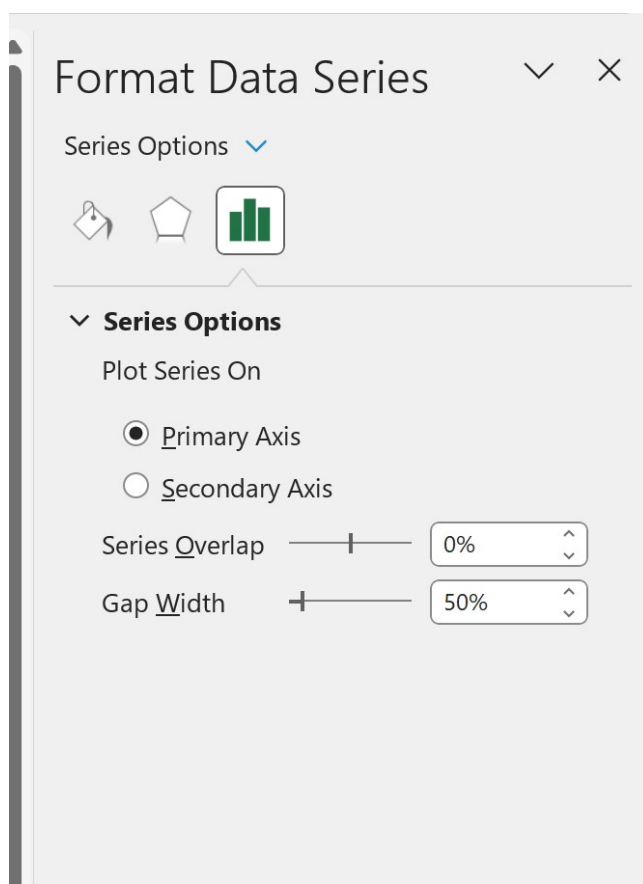 Format Data Series
Series Options
Series Options
Plot Series On
Primary Axis
Secondary Axis
Series Overlap 0%
Gap Width 50%